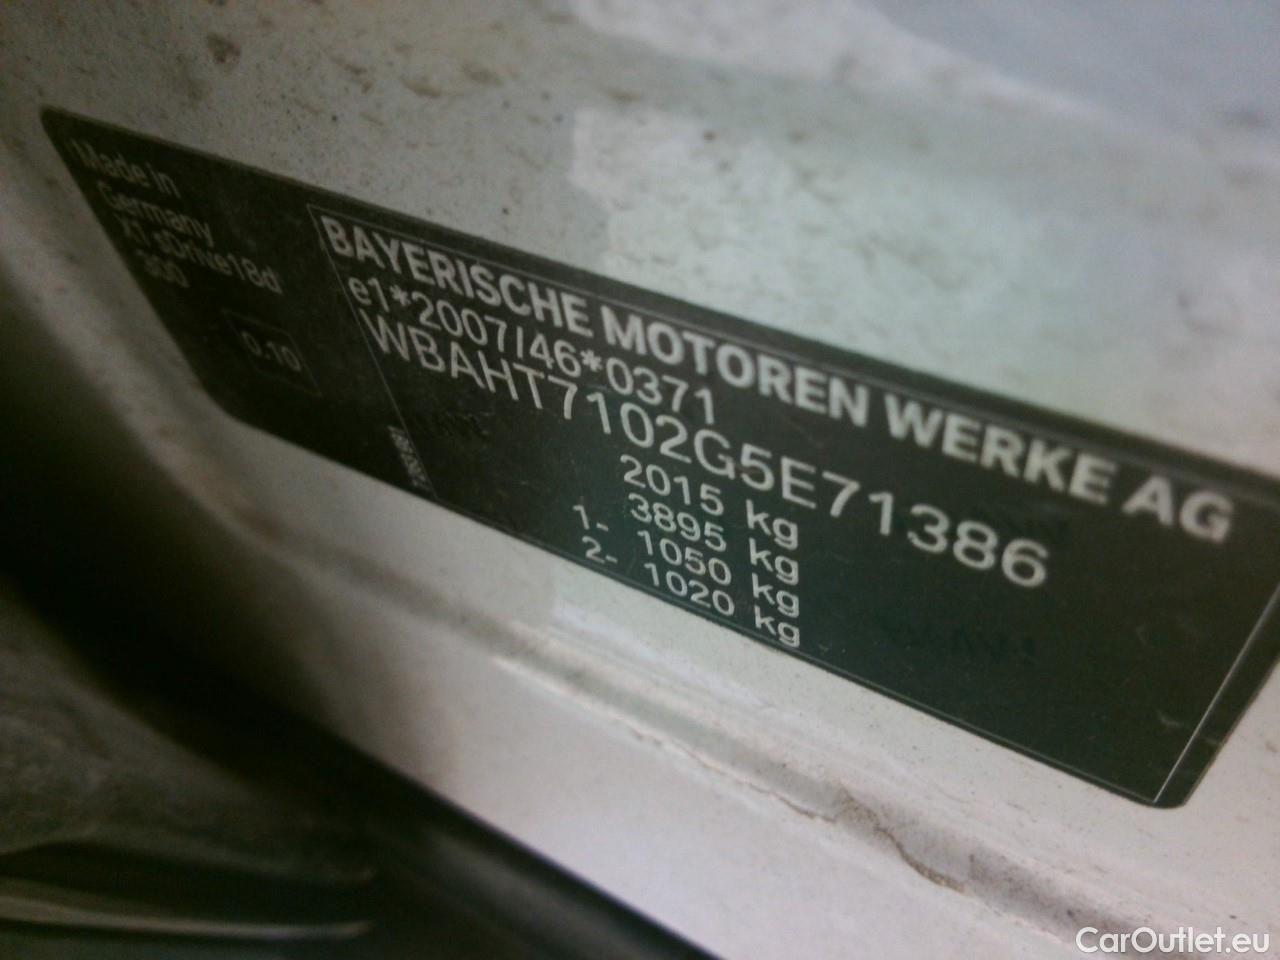 Made in
Germany
X1 sDrive18d
300
0.10
BAYERISCHE MOTOREN WERKE AG
e1*2007/46*0371
WBAHT7102G5E71386
2015 kg
3895 kg
1- 1050 kg
2- 1020 kg
CarOutlet.eu